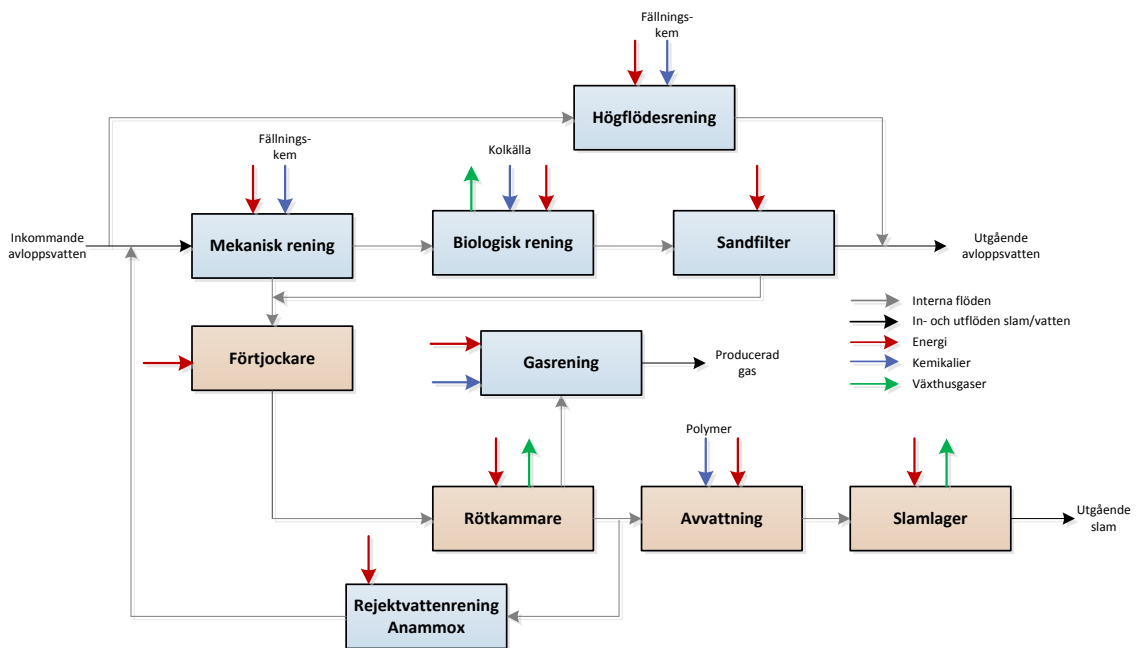 Fällnings-
kem
Högflödesrening
Fällnings-
kem
Kolkälla
Inkommande
avloppsvatten
Mekanisk rening
Biologisk rening
Sandfilter
Utgående
avloppsvatten
Interna flöden
In- och utflöden slam/vatten
Energi
Kemikalier
Växthusgaser
Förtjockare
Gasrening
Producerad
gas
Polymer
Rötkammare
Avvattning
Slamlager
Utgående
slam
Rejektvattenrening
Anammox